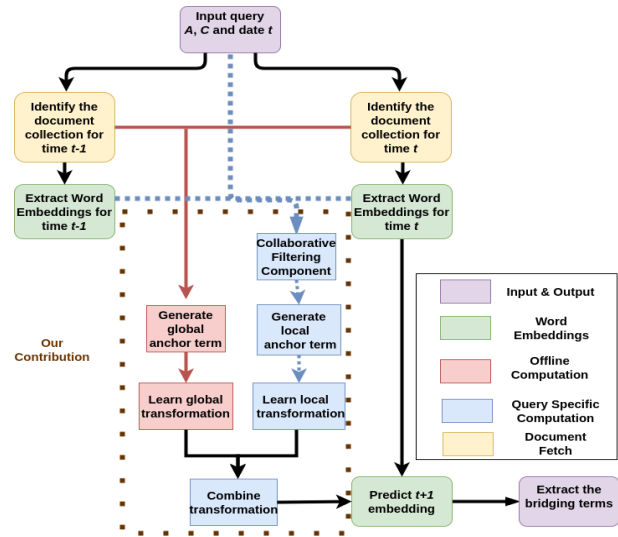 Input query
A, C and date t
Identify the
document
collection for
time t-1
Identify the
document
collection for
time t
Extract Word
Embeddings for
time t-1
Extract Word
Embeddings for
time t
Collaborative
Filtering
Component
Generate
global
anchor term
Generate
local
anchor term
Our
Contribution
Learn global
transformation
Learn local
transformation
Combine
transformation
Predict t+1
embedding
Extract the
bridging terms
Input & Output
Word
Embeddings
Offline
Computation
Query Specific
Computation
Document
Fetch